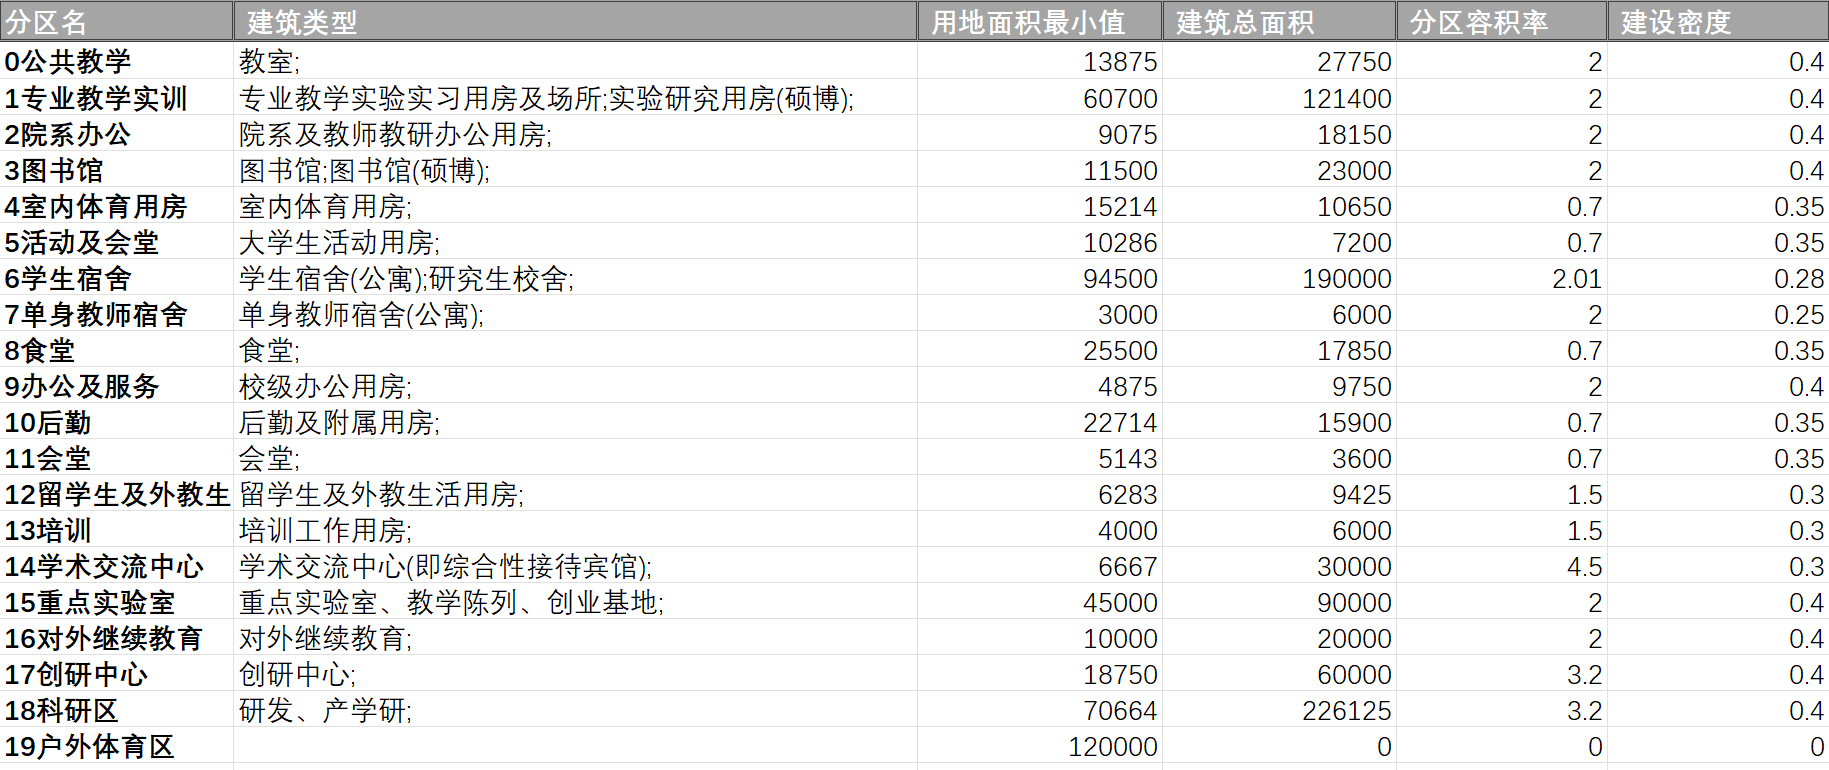 分区名 建筑类型 用地面积最小值 建筑总面积 分区容积率 建设密度
0公共教学 教室; 13875 27750 2 0.4
1专业教学实训 专业教学实验实习用房及场所;实验研究用房(硕博); 60700 121400 2 0.4
2院系办公 院系及教师教研办公用房; 9075 18150 2 0.4
3图书馆 图书馆;图书馆(硕博); 11500 23000 2 0.4
4室内体育用房 室内体育用房; 15214 10650 0.7 0.35
5活动及会堂 大学生活动用房; 10286 7200 0.7 0.35
6学生宿舍 学生宿舍(公寓);研究生校舍; 94500 190000 2.01 0.28
7单身教师宿舍 单身教师宿舍(公寓); 3000 6000 2 0.25
8食堂 食堂; 25500 17850 0.7 0.35
9办公及服务 校级办公用房; 4875 9750 2 0.4
10后勤 后勤及附属用房; 22714 15900 0.7 0.35
11会堂 会堂; 5143 3600 0.7 0.35
12留学生及外教生 留学生及外教生活用房; 6283 9425 1.5 0.3
13培训 培训工作用房; 4000 6000 1.5 0.3
14学术交流中心 学术交流中心(即综合性接待宾馆); 6667 30000 4.5 0.3
15重点实验室 重点实验室、教学陈列、创业基地; 45000 90000 2 0.4
16对外继续教育 对外继续教育; 10000 20000 2 0.4
17创研中心 创研中心; 18750 60000 3.2 0.4
18科研区 研发、产学研; 70664 226125 3.2 0.4
19户外体育区 120000 0 0 0